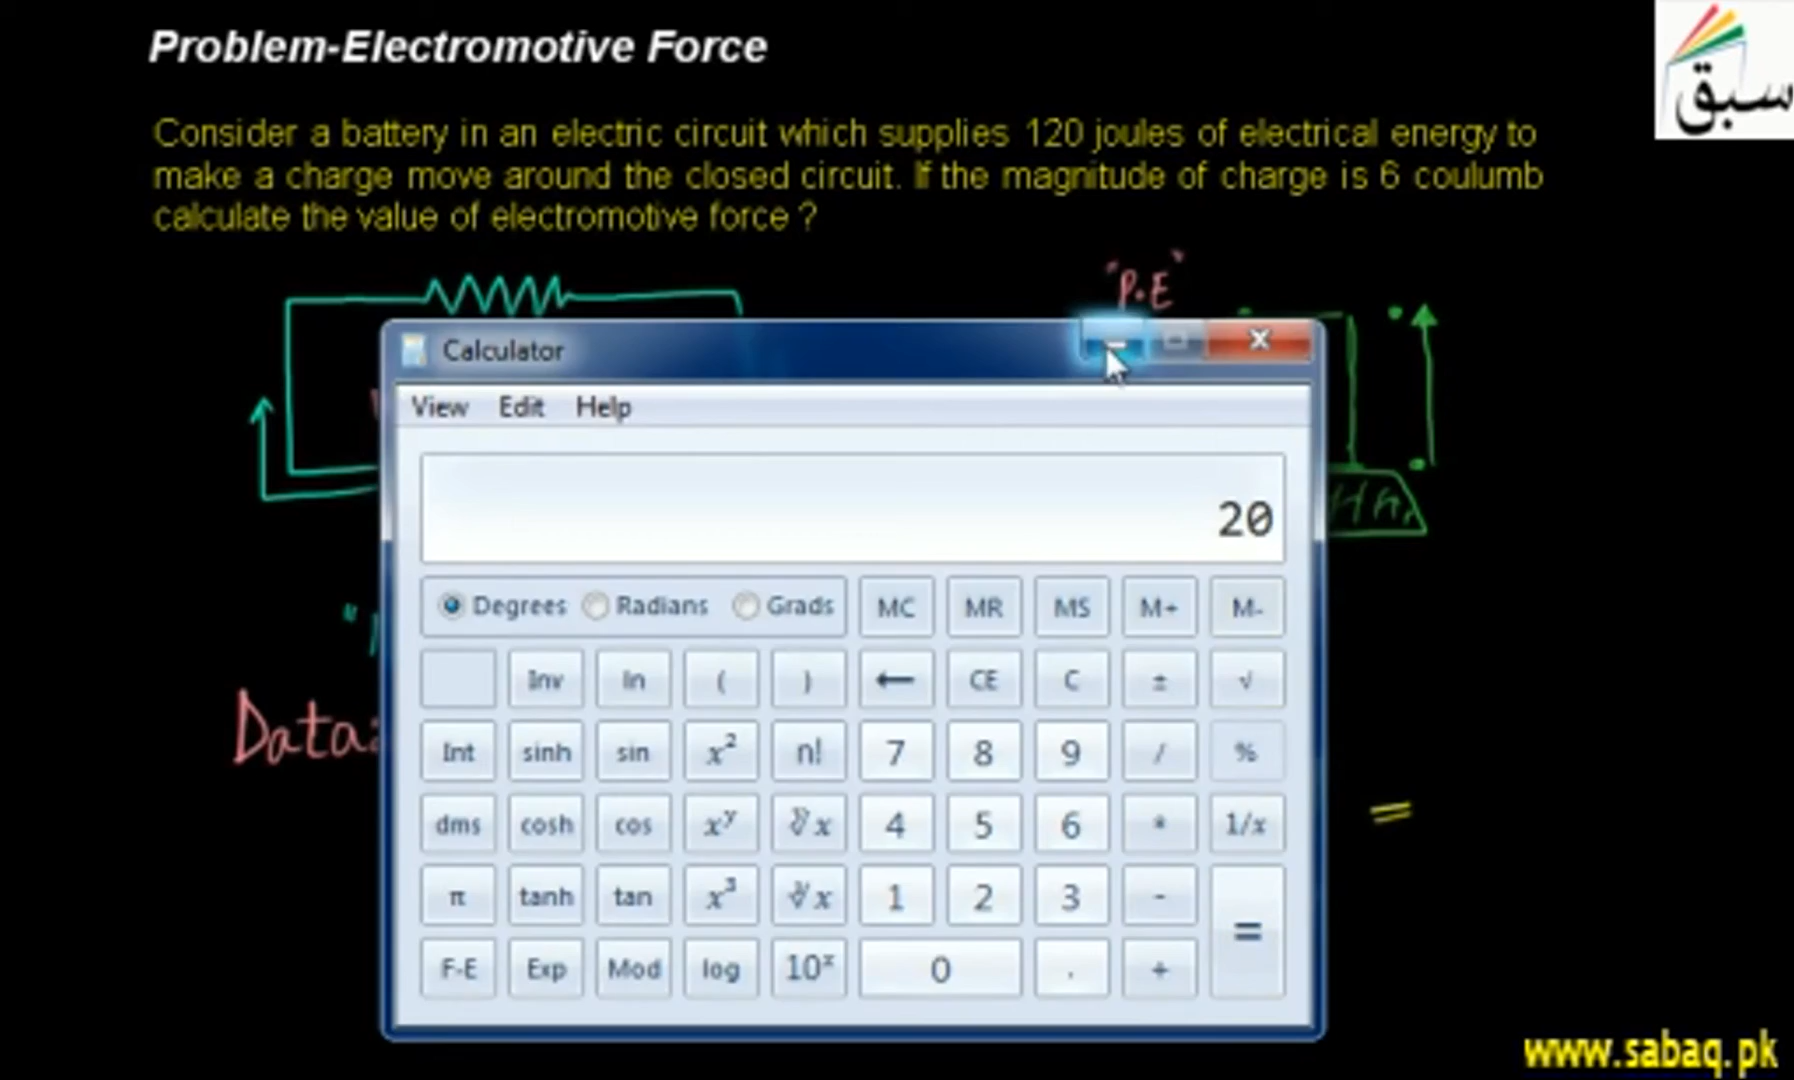 Problem-Electromotive Force
سبق
Consider a battery in an electric circuit which supplies 120 joules of electrical energy to
make a charge move around the closed circuit. If the magnitude of charge is 6 coulumb
calculate the value of electromotive force ?
"P.E"
Calculator
View Edit Help
20
Degrees Radians Grads MC MR MS M+ M-
Inv ln ( ) ← CE C ± √
Int sinh sin x² n! 7 8 9 / %
dms cosh cos xʸ ʸ√x 4 5 6 * 1/x
π tanh tan x³ ³√x 1 2 3 - =
F-E Exp Mod log 10ˣ 0 . +
Data:
=
www.sabaq.pk